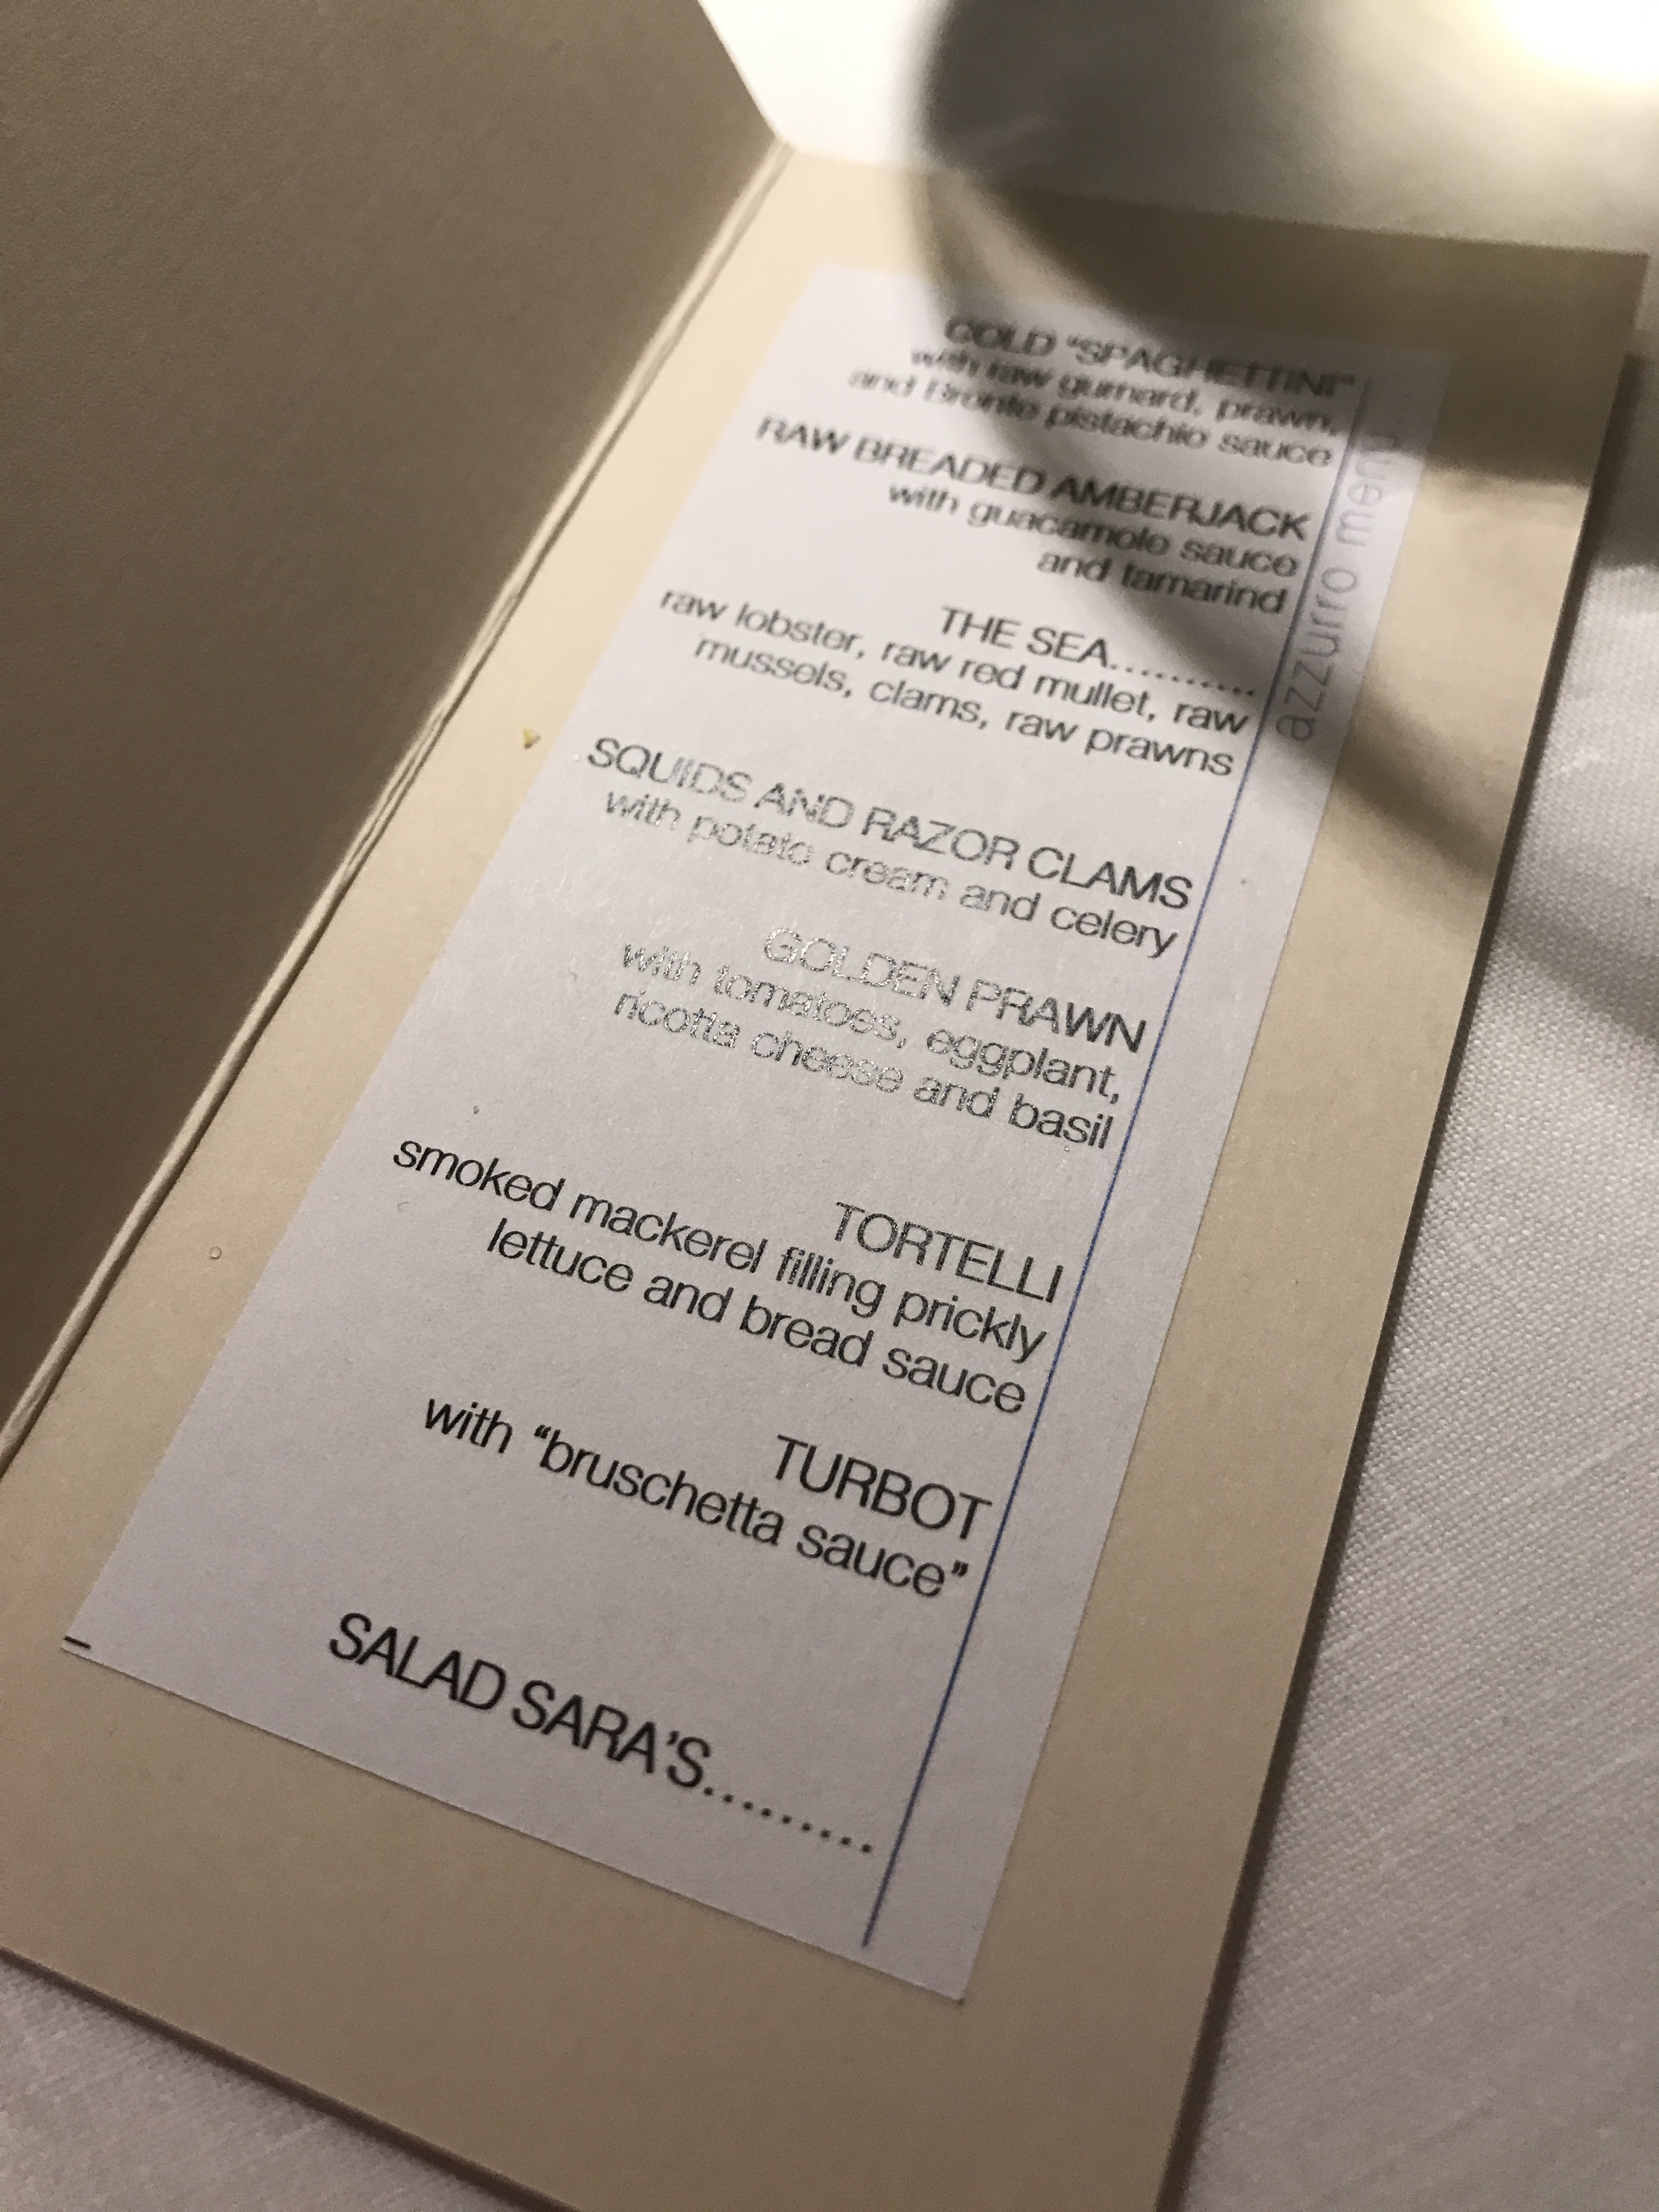 COLD "SPAGHETTINI"
with raw gurnard, prawn,
and Bronte pistachio sauce
RAW BREADED AMBERJACK
with guacamole sauce
and tamarind
THE SEA...........
raw lobster, raw red mullet, raw
mussels, clams, raw prawns
SQUIDS AND RAZOR CLAMS
with potato cream and celery
GOLDEN PRAWN
with tomatoes, eggplant,
ricotta cheese and basil
TORTELLI
smoked mackerel filling prickly
lettuce and bread sauce
TURBOT
with “bruschetta sauce”
SALAD SARA’S..........
azzurro menu